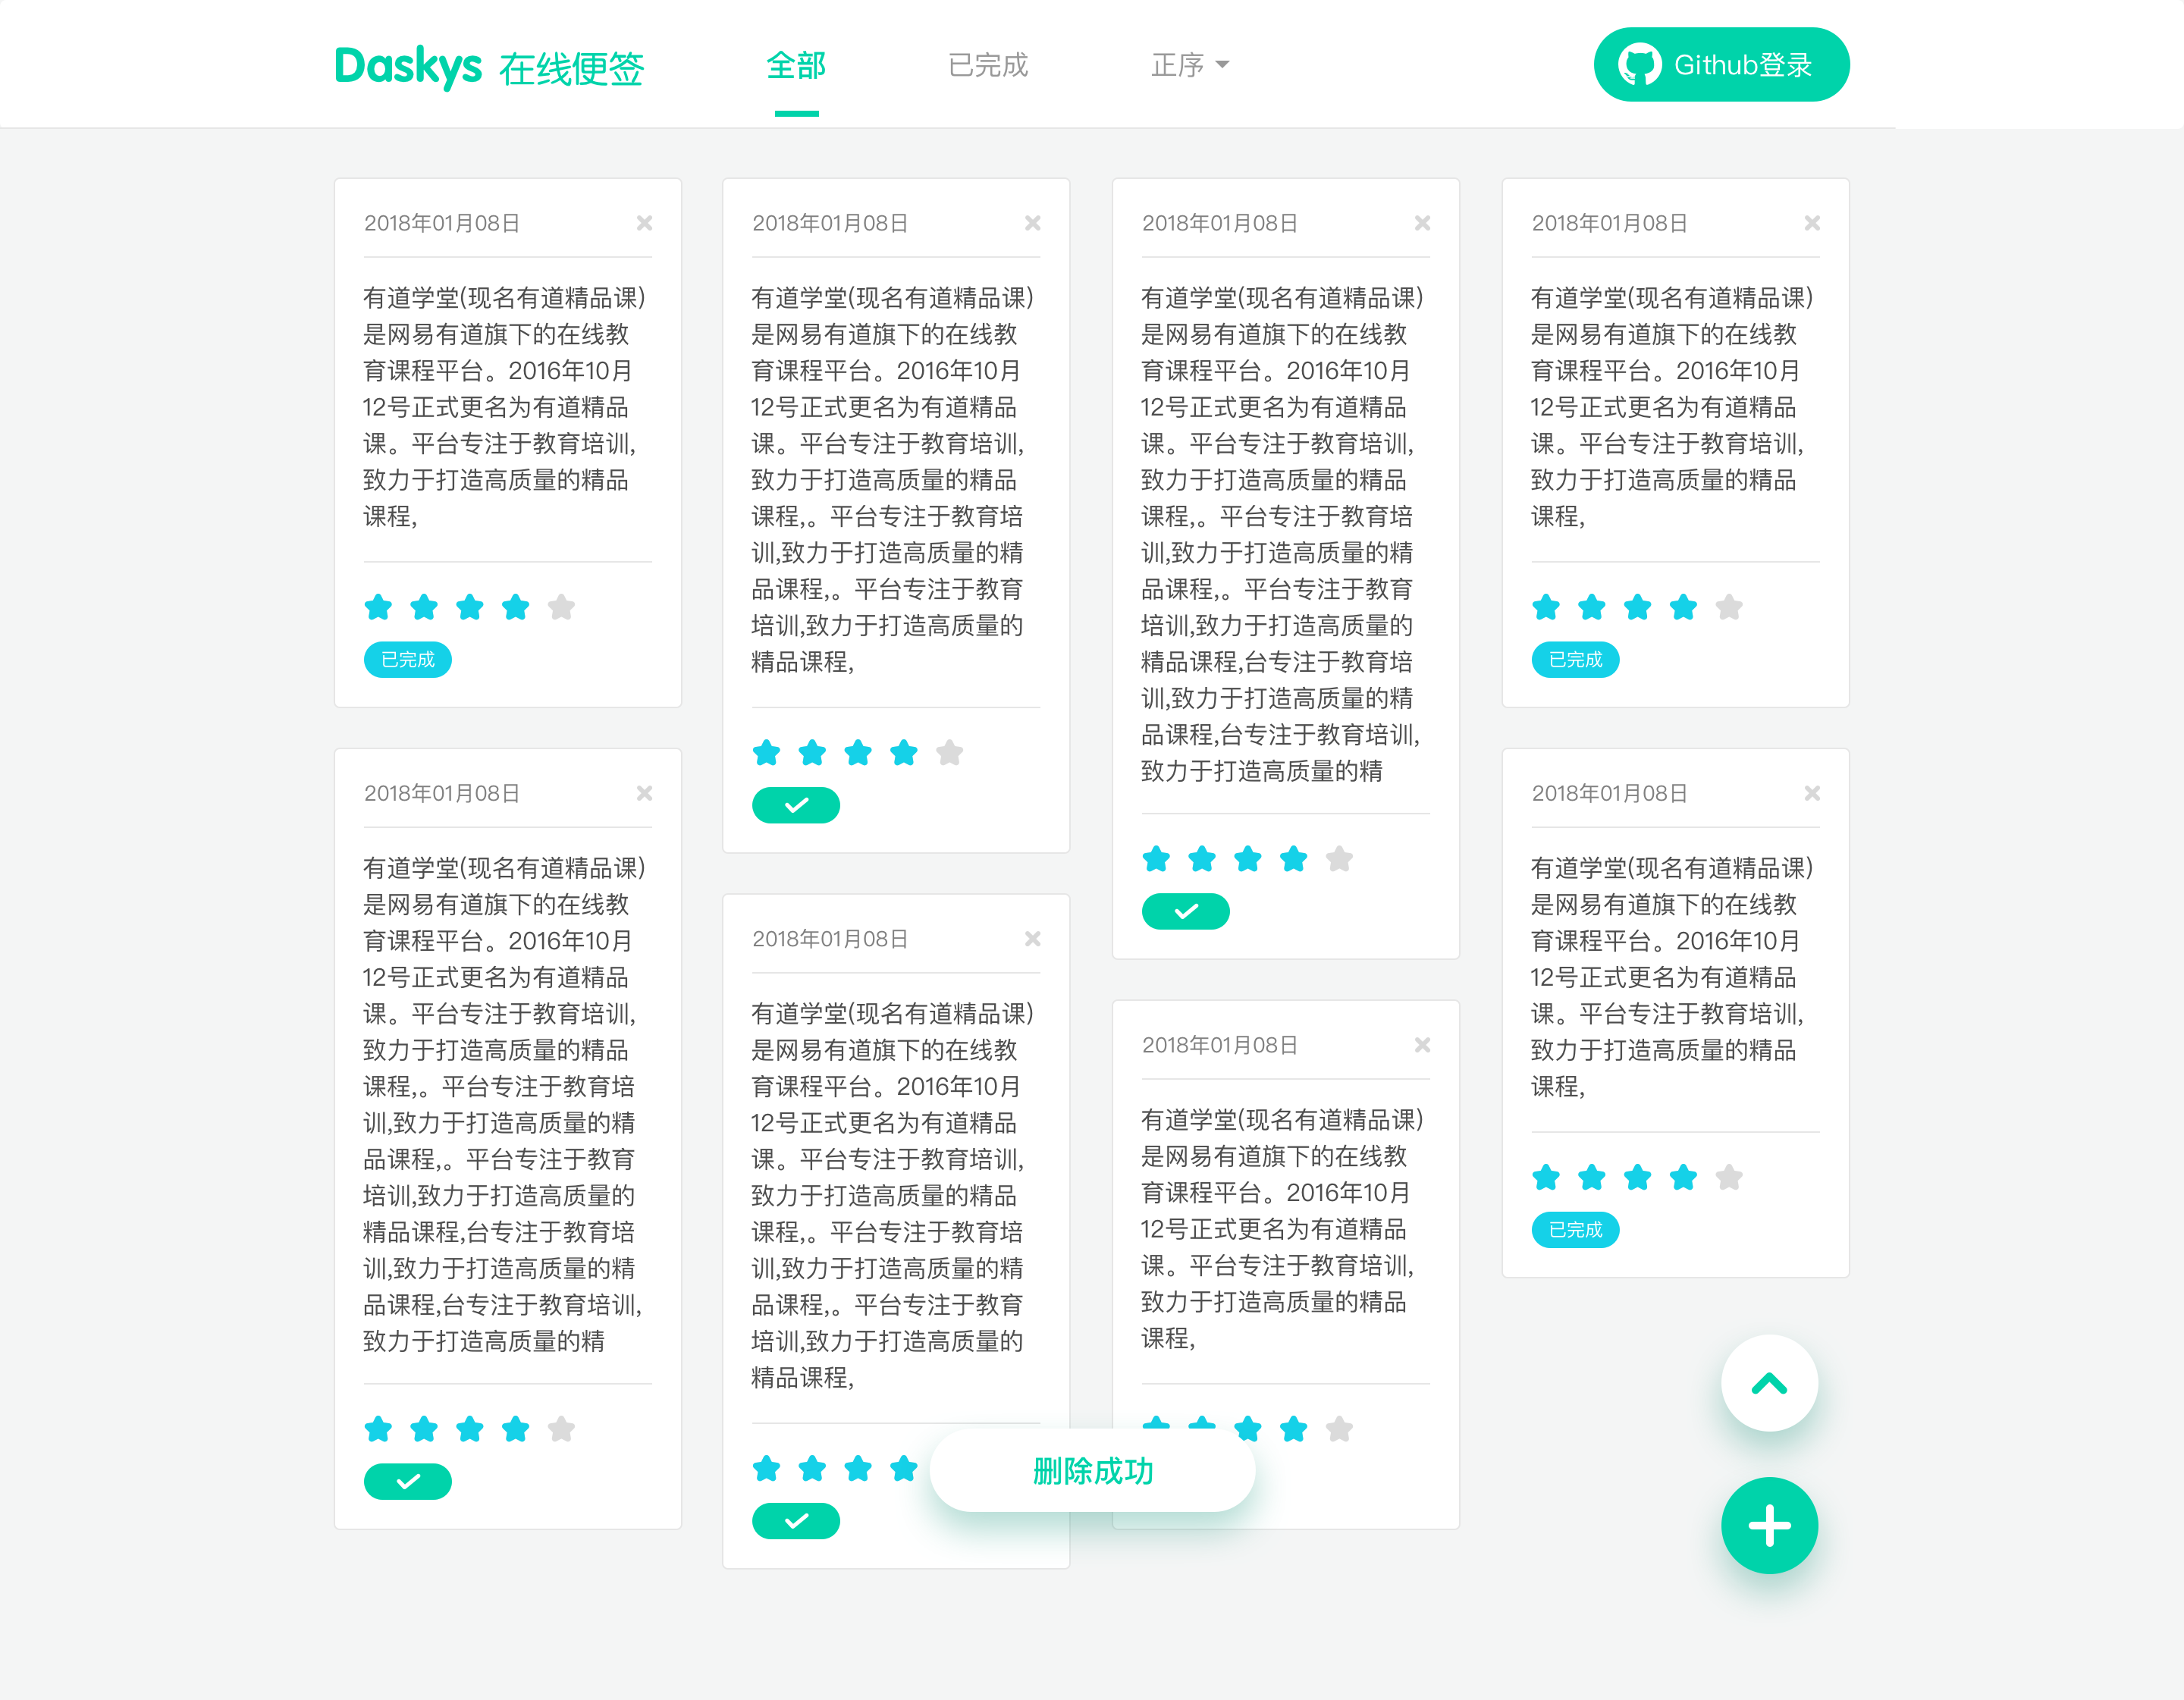 Daskys 在线便签
全部
已完成
正序
Github登录
2018年01月08日
有道学堂(现名有道精品课)
是网易有道旗下的在线教
育课程平台。2016年10月
12号正式更名为有道精品
课。平台专注于教育培训,
致力于打造高质量的精品
课程,
已完成
2018年01月08日
有道学堂(现名有道精品课)
是网易有道旗下的在线教
育课程平台。2016年10月
12号正式更名为有道精品
课。平台专注于教育培训,
致力于打造高质量的精品
课程,。平台专注于教育培
训,致力于打造高质量的精
品课程,。平台专注于教育
培训,致力于打造高质量的
精品课程,
2018年01月08日
有道学堂(现名有道精品课)
是网易有道旗下的在线教
育课程平台。2016年10月
12号正式更名为有道精品
课。平台专注于教育培训,
致力于打造高质量的精品
课程,。平台专注于教育培
训,致力于打造高质量的精
品课程,。平台专注于教育
培训,致力于打造高质量的
精品课程,台专注于教育培
训,致力于打造高质量的精
品课程,台专注于教育培训,
致力于打造高质量的精
2018年01月08日
有道学堂(现名有道精品课)
是网易有道旗下的在线教
育课程平台。2016年10月
12号正式更名为有道精品
课。平台专注于教育培训,
致力于打造高质量的精品
课程,
已完成
2018年01月08日
有道学堂(现名有道精品课)
是网易有道旗下的在线教
育课程平台。2016年10月
12号正式更名为有道精品
课。平台专注于教育培训,
致力于打造高质量的精品
课程,。平台专注于教育培
训,致力于打造高质量的精
品课程,。平台专注于教育
培训,致力于打造高质量的
精品课程,台专注于教育培
训,致力于打造高质量的精
品课程,台专注于教育培训,
致力于打造高质量的精
2018年01月08日
有道学堂(现名有道精品课)
是网易有道旗下的在线教
育课程平台。2016年10月
12号正式更名为有道精品
课。平台专注于教育培训,
致力于打造高质量的精品
课程,。平台专注于教育培
训,致力于打造高质量的精
品课程,。平台专注于教育
培训,致力于打造高质量的
精品课程,
2018年01月08日
有道学堂(现名有道精品课)
是网易有道旗下的在线教
育课程平台。2016年10月
12号正式更名为有道精品
课。平台专注于教育培训,
致力于打造高质量的精品
课程,
2018年01月08日
有道学堂(现名有道精品课)
是网易有道旗下的在线教
育课程平台。2016年10月
12号正式更名为有道精品
课。平台专注于教育培训,
致力于打造高质量的精品
课程,
已完成
删除成功